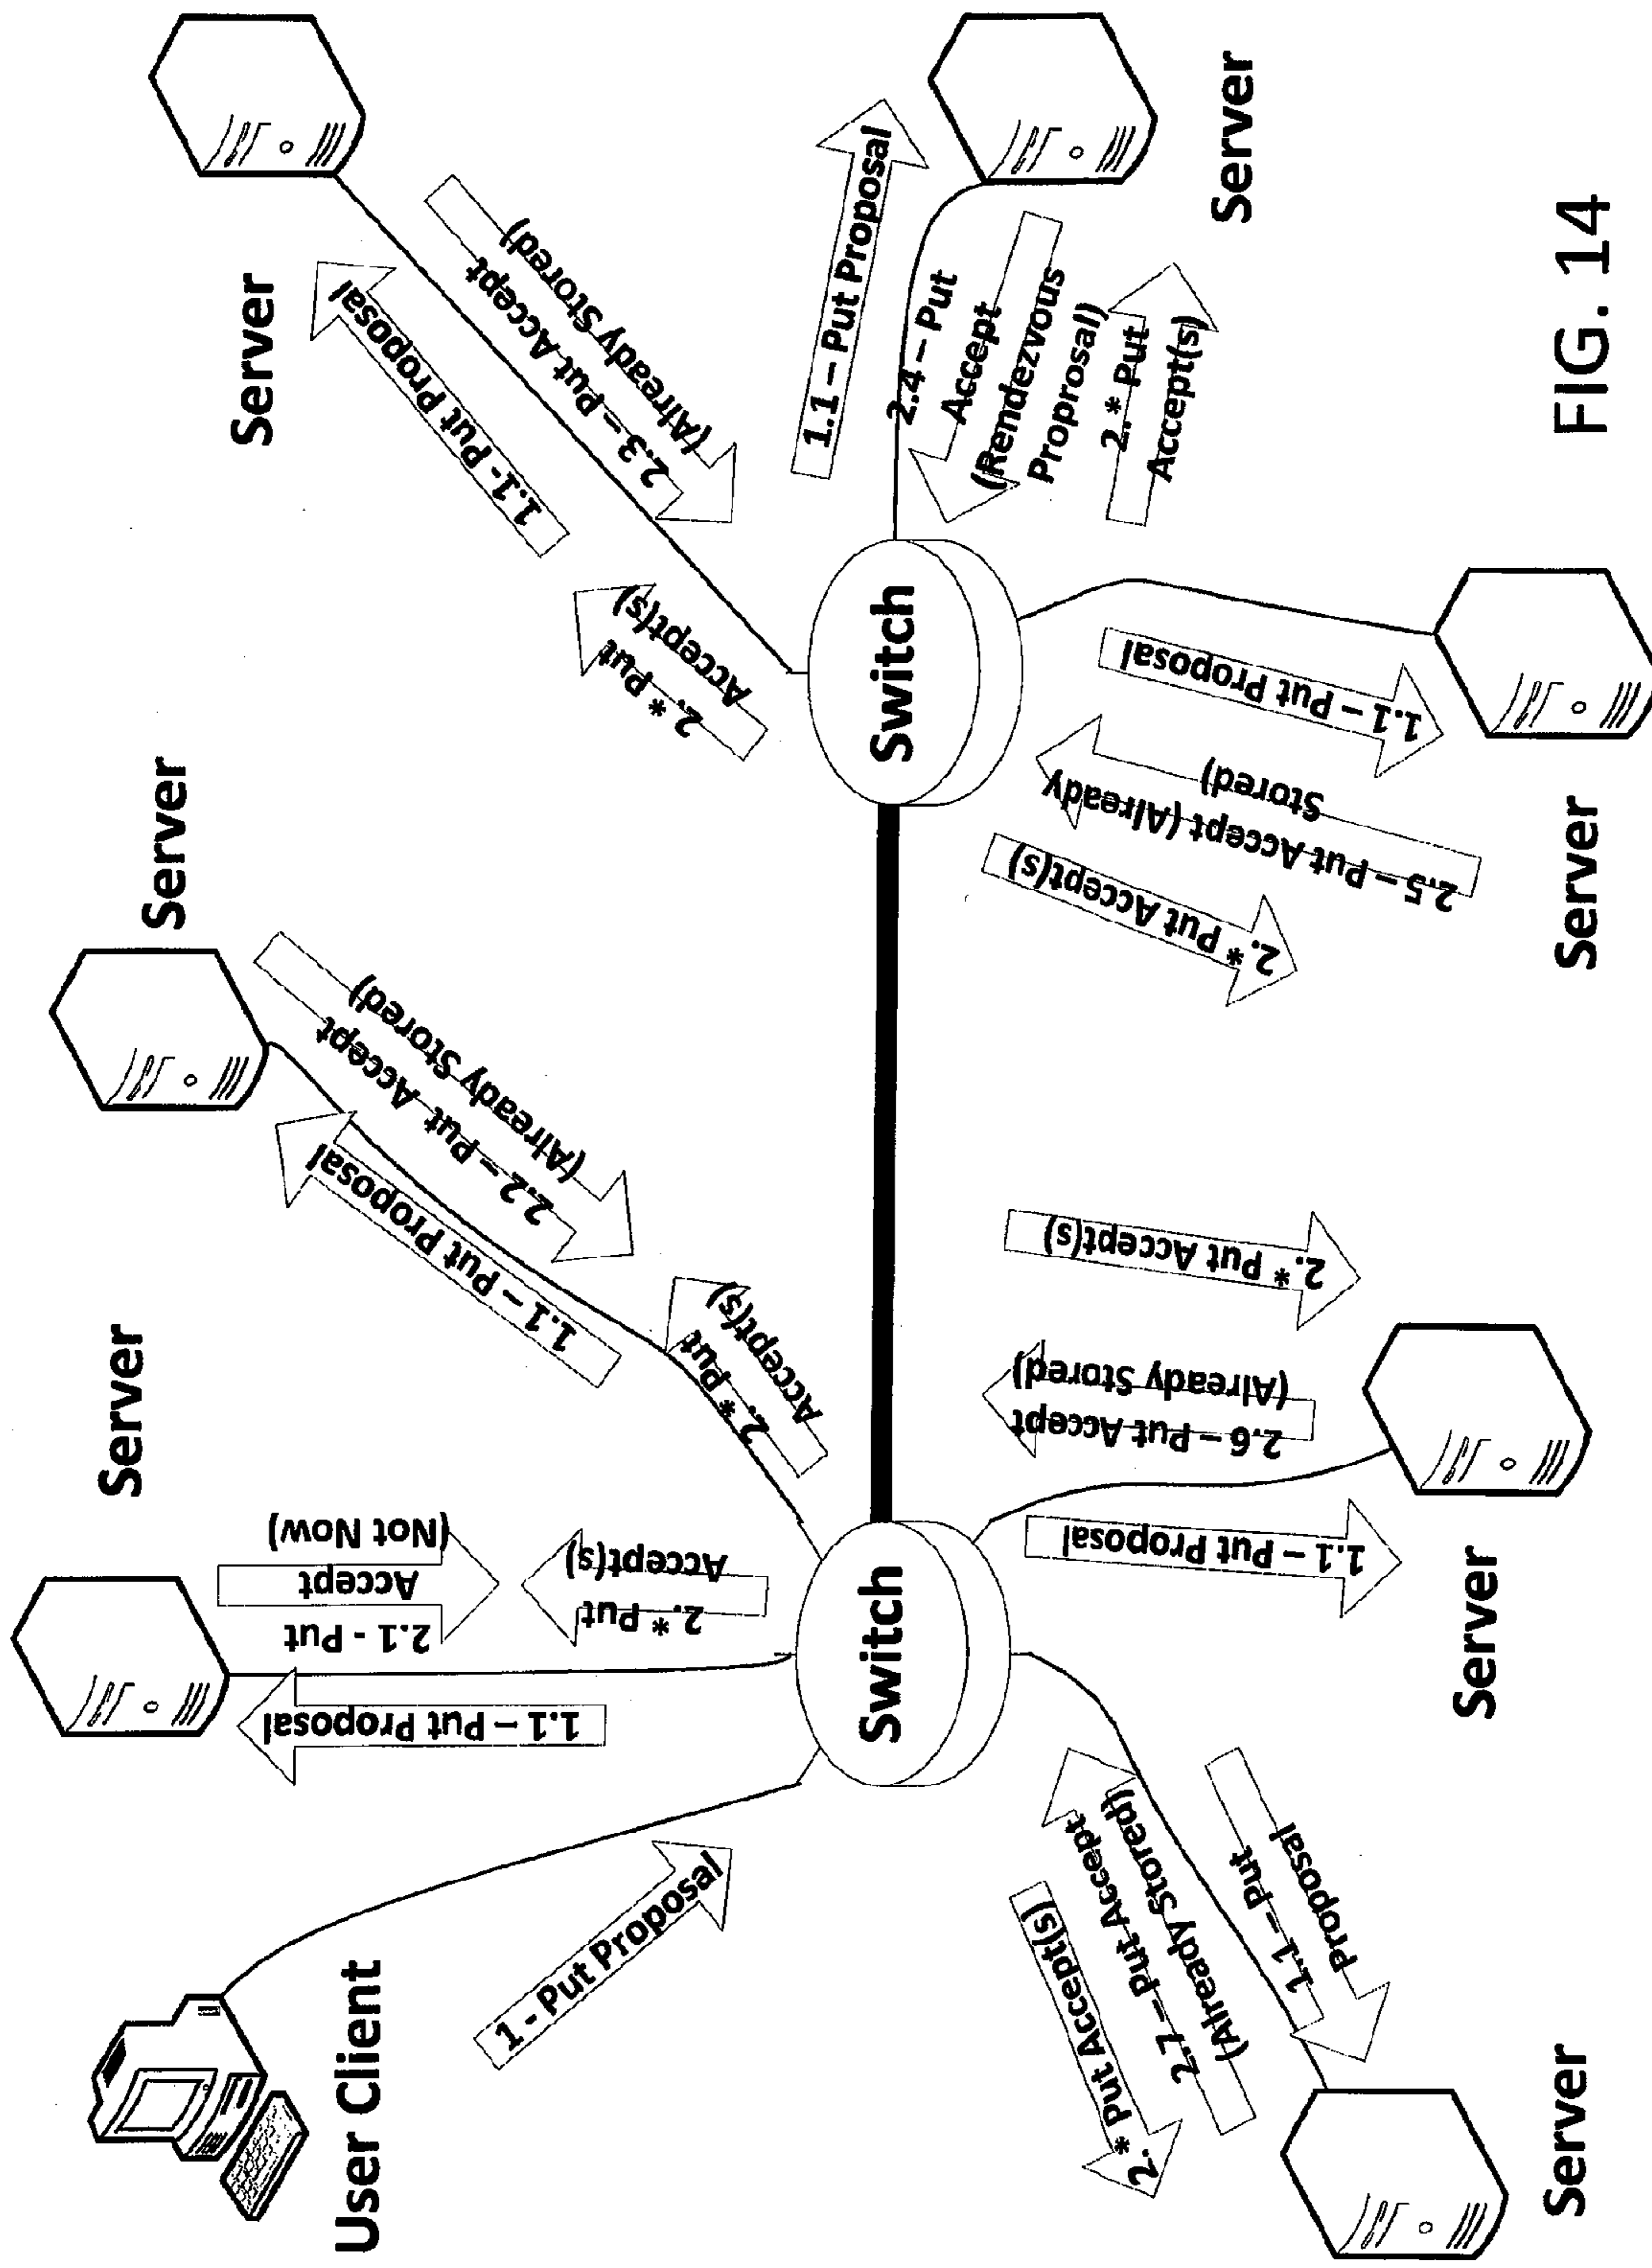 User Client
1 - Put Proposal
Server
1.1 – Put Proposal
2.1 - Put
Accept
(Not Now)
2.* Put
Accept(s)
Server
1.1 – Put Proposal
2.2 – Put Accept
(Already Stored)
2.* Put
Accept(s)
Server
1.1- Put Proposal
2.3 – Put Accept
(Already Stored)
2.* Put
Accept(s)
Switch
Switch
1.1 – Put Proposal
2.4 – Put
Accept
(Rendezvous
Proprosal)
2.* Put
Accept(s)
Server
2.* Put Accept(s)
2.7 – Put Accept
(Already Stored)
1.1 – Put
Proposal
Server
1.1 – Put Proposal
2.6 – Put Accept
(Already Stored)
2.* Put Accept(s)
Server
2.* Put Accept(s)
2.5 – Put Accept (Already
Stored)
1.1 – Put Proposal
Server
FIG. 14